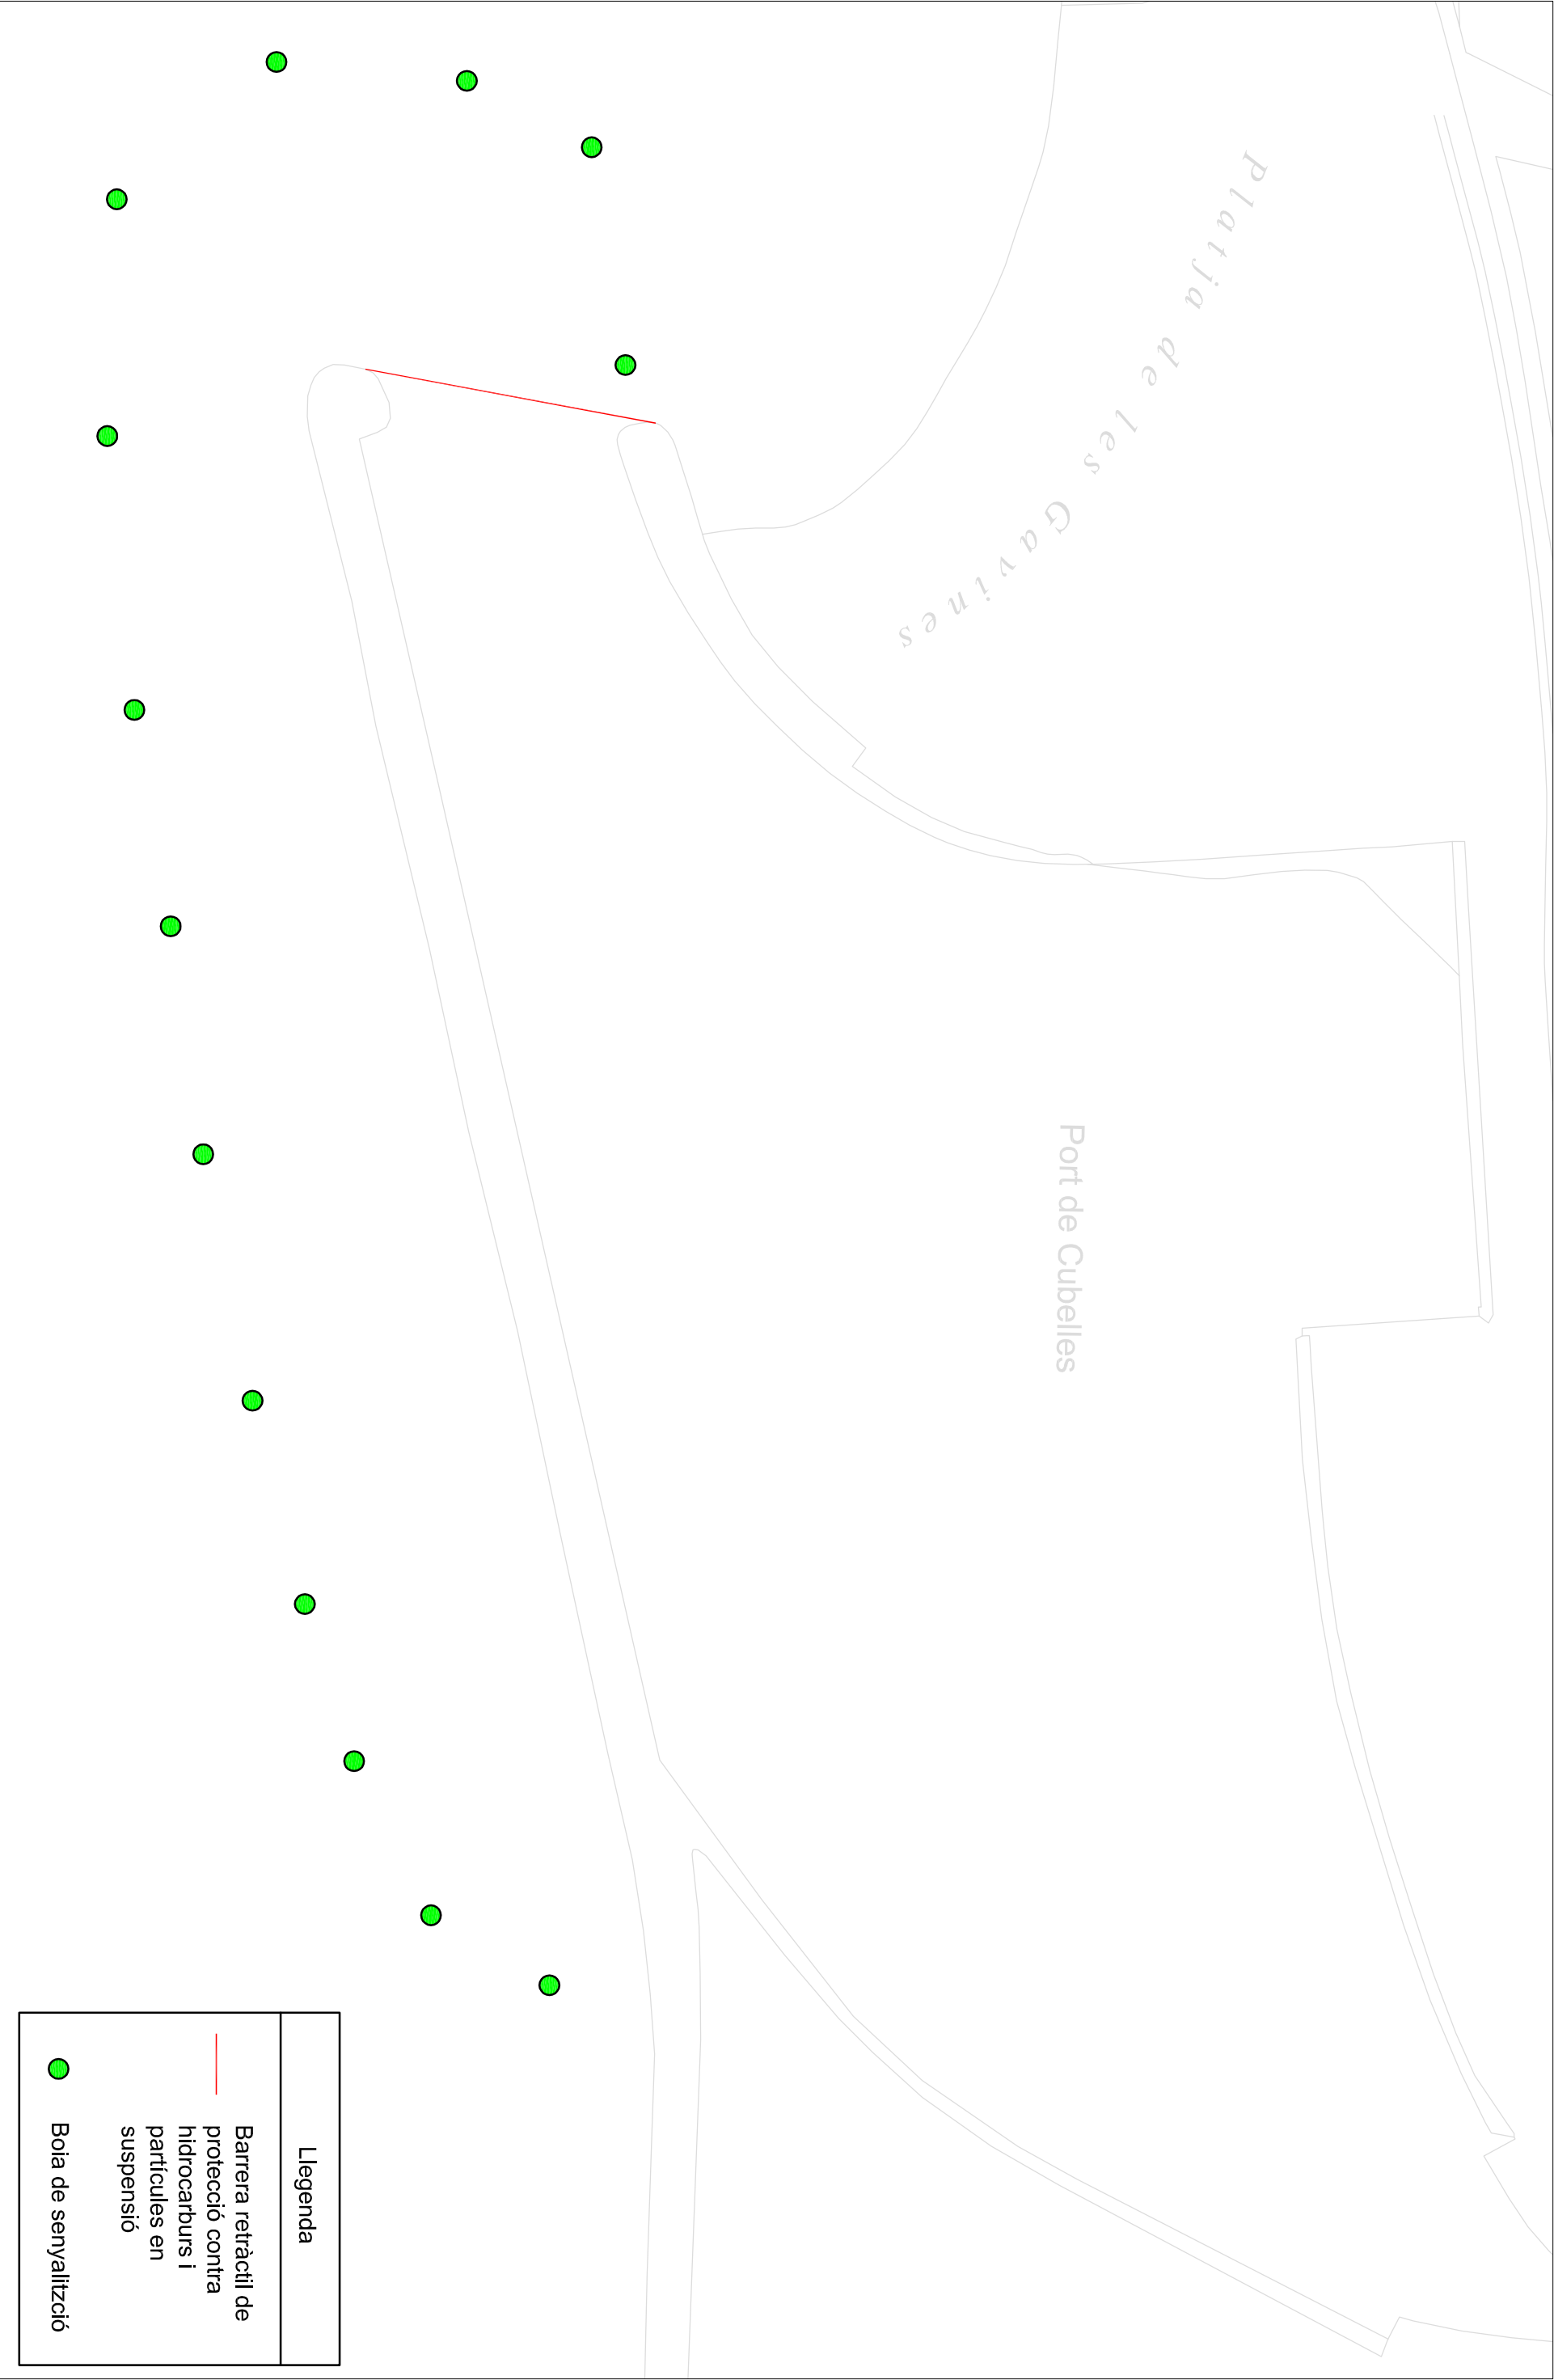 Platja de les Gavines
Port de Cubelles
Llegenda
Barrera retràctil de
protecció contra
hidrocarburs i
partícules en
suspensió
Boia de senyalitzció